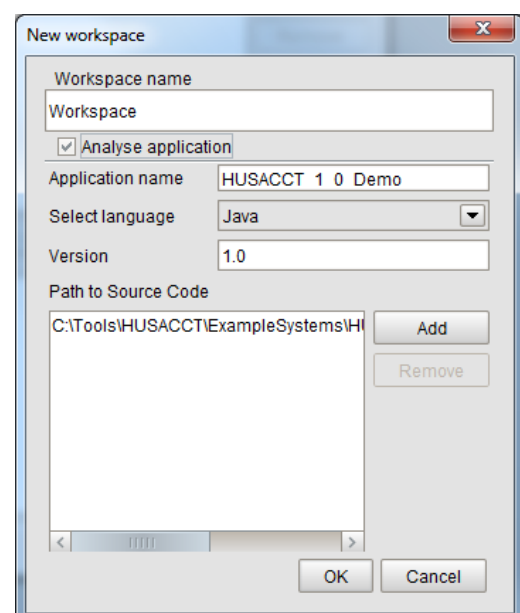 New workspace
Workspace name
Workspace
Analyse application
Application name HUSACCT 1 0 Demo
Select language Java
Version 1.0
Path to Source Code
C:\Tools\HUSACCT\ExampleSystems\H
Add
Remove
OK Cancel